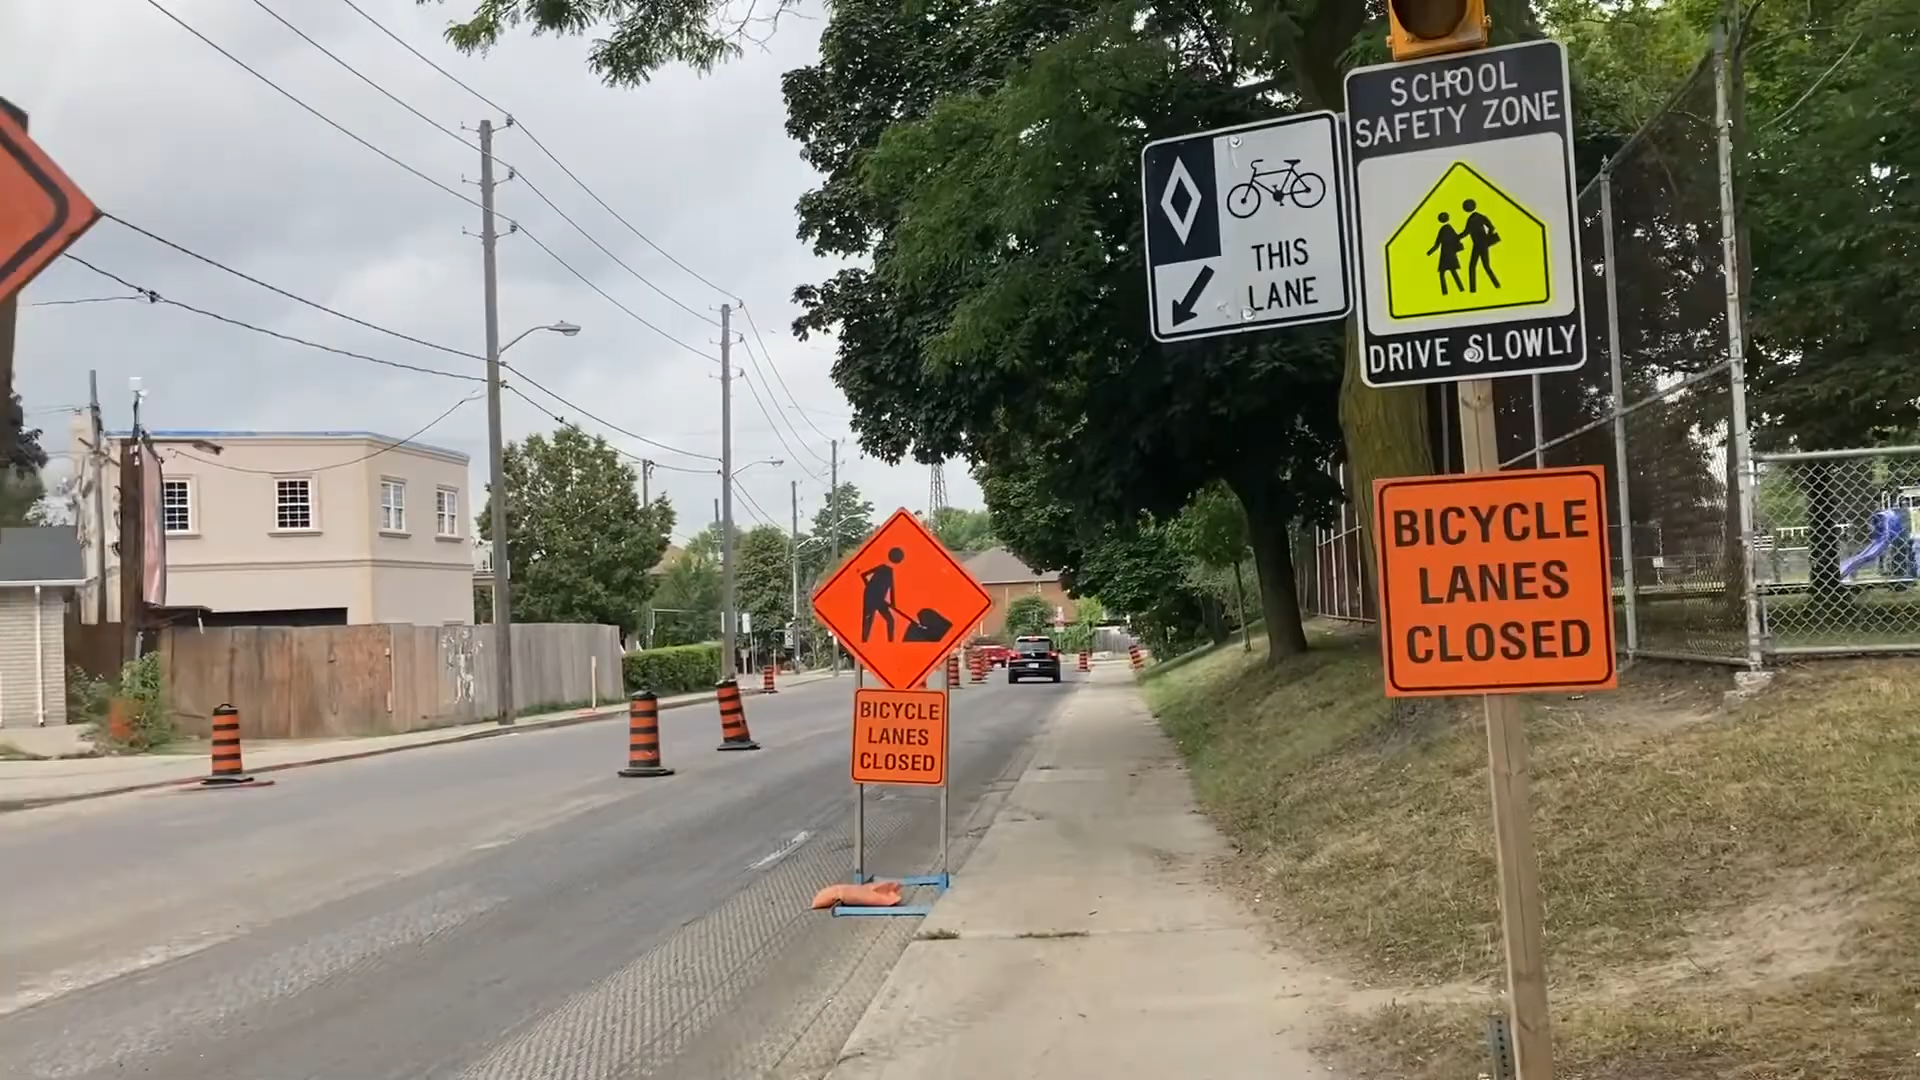 SCHOOL
SAFETY ZONE
DRIVE SLOWLY
THIS
LANE
BICYCLE
LANES
CLOSED
BICYCLE
LANES
CLOSED